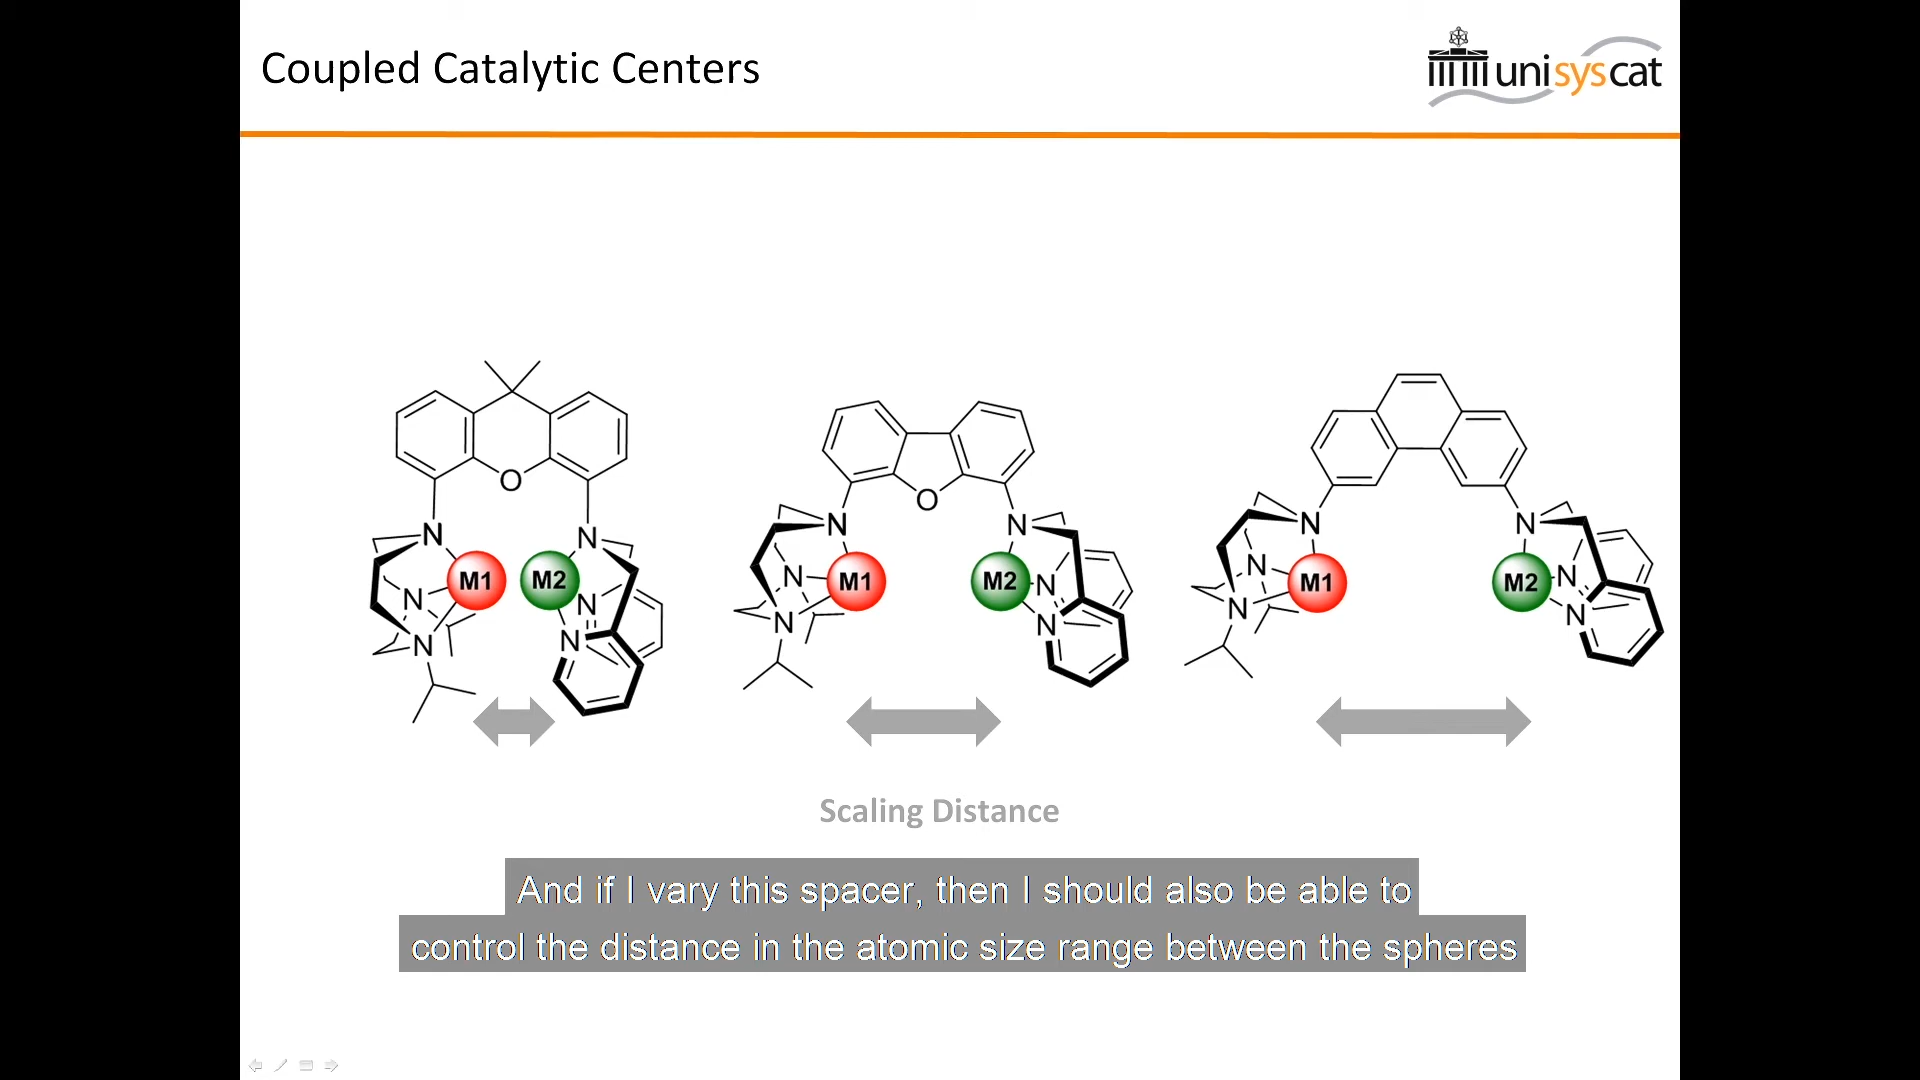 Coupled Catalytic Centers
unisyscat
O
O
N
N
N
N
N
N
M1
M2
M1
M2
M1
M2
N
N
N
N
N
N
N
N
N
N
N
N
Scaling Distance
And if I vary this spacer, then I should also be able to
control the distance in the atomic size range between the spheres